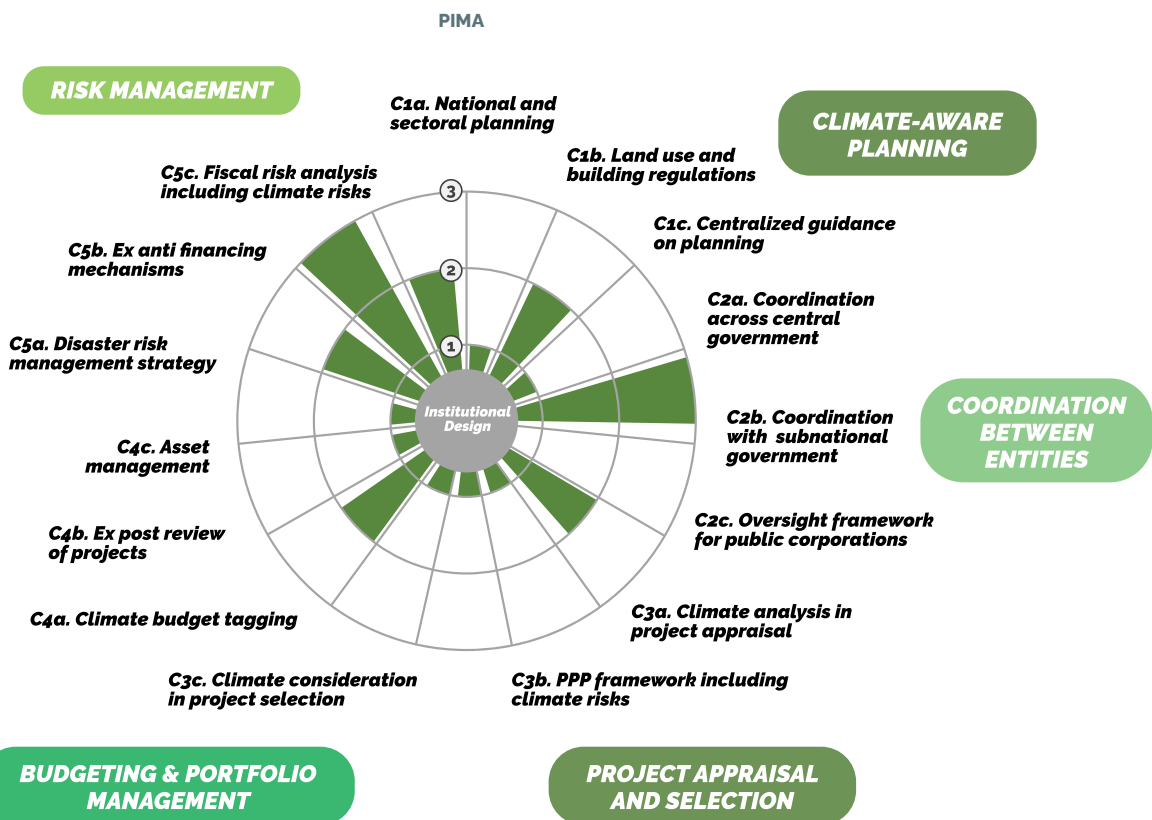 PIMA
RISK MANAGEMENT
CLIMATE-AWARE
PLANNING
C1a. National and
sectoral planning
C1b. Land use and
building regulations
C1c. Centralized guidance
on planning
C2a. Coordination
across central
government
COORDINATION
BETWEEN
ENTITIES
C2b. Coordination
with subnational
government
C2c. Oversight framework
for public corporations
C3a. Climate analysis in
project appraisal
C3b. PPP framework including
climate risks
PROJECT APPRAISAL
AND SELECTION
C3c. Climate consideration
in project selection
BUDGETING & PORTFOLIO
MANAGEMENT
C4a. Climate budget tagging
C4b. Ex post review
of projects
C4c. Asset
management
C5a. Disaster risk
management strategy
C5b. Ex anti financing
mechanisms
C5c. Fiscal risk analysis
including climate risks
3
2
1
Institutional
Design